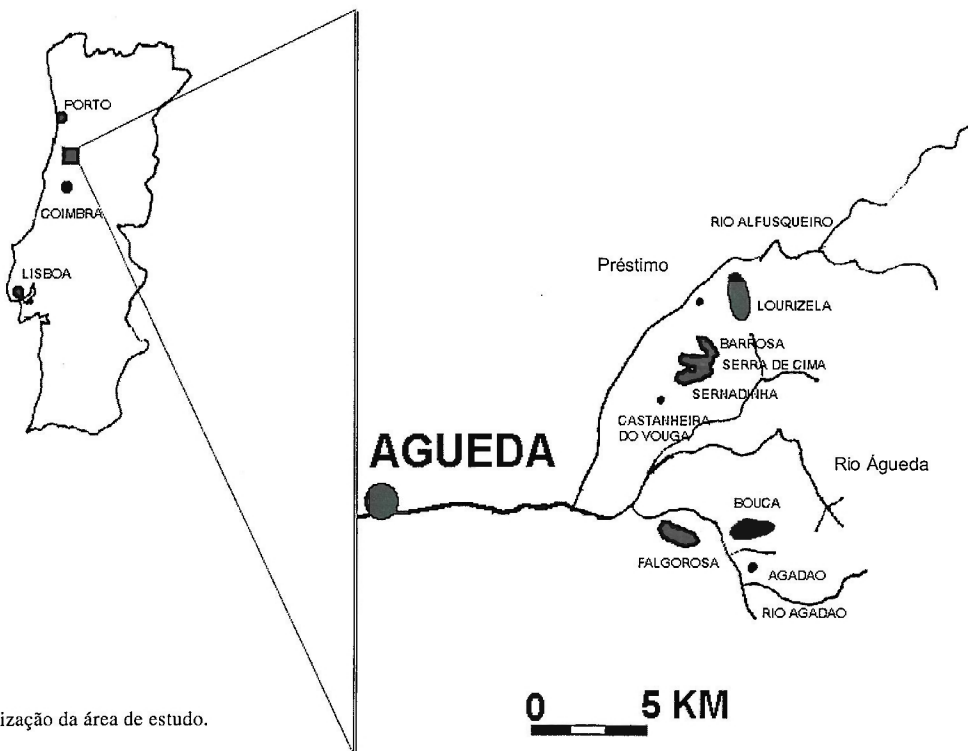 PORTO
COIMBRA
LISBOA
RIO ALFUSQUEIRO
Préstimo
LOURIZELA
BARROSA
SERRA DE CIMA
SERNADINHA
CASTANHEIRA
DO VOUGA
AGUEDA
Rio Águeda
BOUCA
FALGOROSA
AGADAO
RIO AGADAO
0 5 KM
ização da área de estudo.